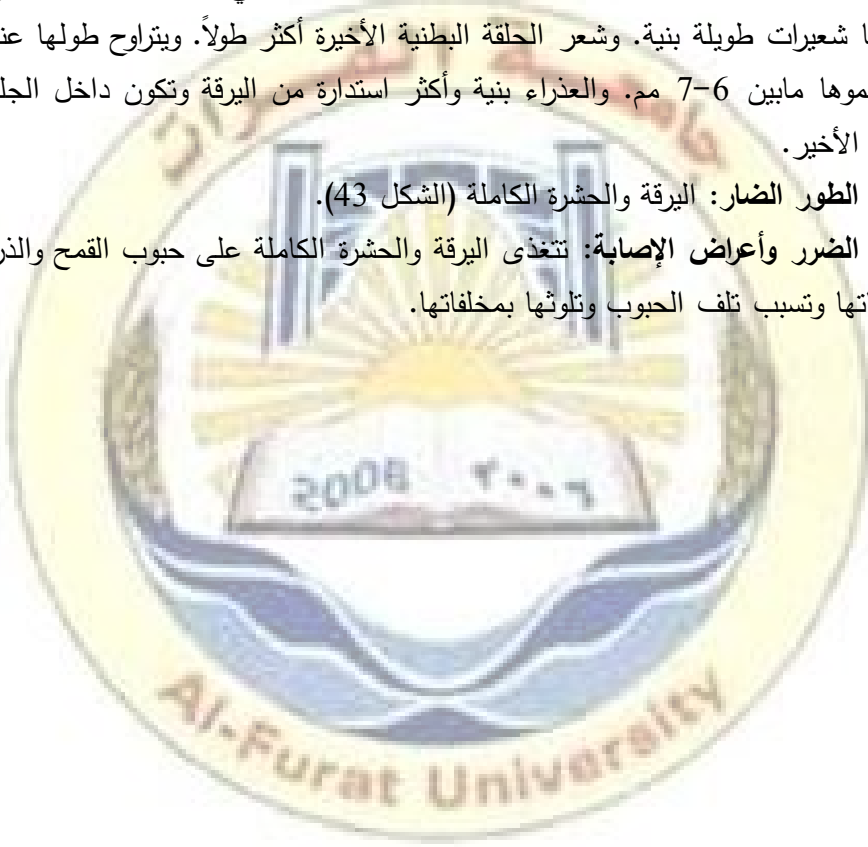 شعيرات طويلة بنية. وشعر الحلقة البطنية الأخيرة أكثر طولاً. ويتراوح طولها
مابين 6-7 مم. والعذراء بنية وأكثر استدارة من اليرقة وتكون داخل
الأخير.
الطور الضار: اليرقة والحشرة الكاملة (الشكل 43).
الضرر وأعراض الإصابة: تتغذى اليرقة والحشرة الكاملة على حبوب القمح
وتسبب تلف الحبوب وتلوثها بمخلفاتها.
جامعة الفرات
2006 ٢٠٠٦
Al-Furat University